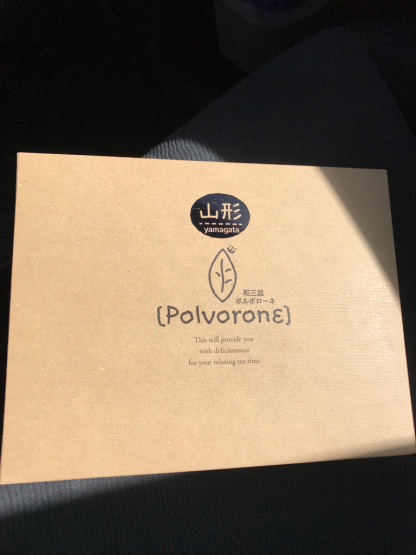 山形
yamagata
和三盆
ポルボローネ
[Polvoronε]
This will provide you
with deliciousness
for your relaxing tea time.